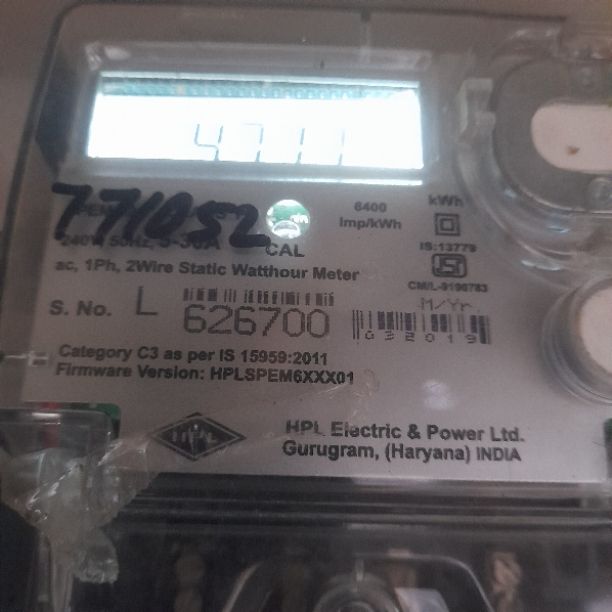 4711
771052
6400
Imp/kWh
kWh
240V 50Hz, 5-30A
CAL
IS:13779
ac, 1Ph, 2Wire Static Watthour Meter
CM/L-9196783
S. No. L 626700
M/Yr.
032019
Category C3 as per IS 15959:2011
Firmware Version: HPLSPEM6XXX01
HPL
HPL Electric & Power Ltd.
Gurugram, (Haryana) INDIA